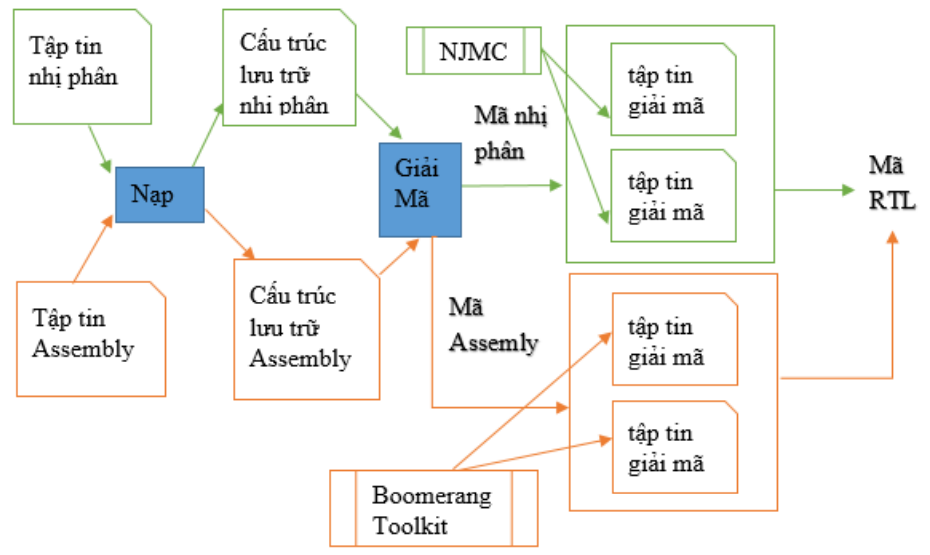 Tập tin
nhị phân
Cấu trúc
lưu trữ
nhị phân
NJMC
tập tin
giải mã
Mã nhị
phân
Giải
Mã
Nạp
tập tin
giải mã
Mã
RTL
Tập tin
Assembly
Cấu trúc
lưu trữ
Assembly
Mã
Assemly
tập tin
giải mã
tập tin
giải mã
Boomerang
Toolkit